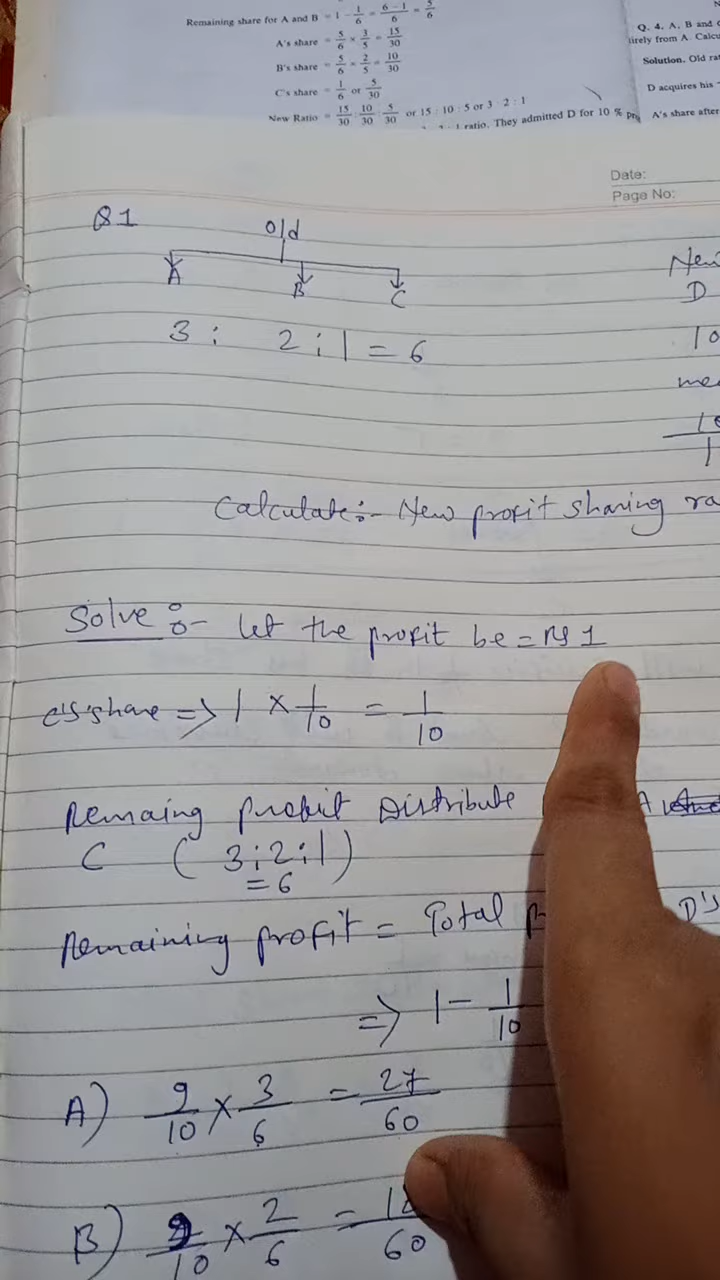 Remaining share for A and B = 1 - 1/6 = (6 - 1)/6 = 5/6
A's share = 5/6 × 3/5 = 15/30
B's share = 5/6 × 2/5 = 10/30
C's share = 1/6 or 5/30
New Ratio = 15/30 : 10/30 : 5/30 or 15 : 10 : 5 or 3 : 2 : 1
1 ratio. They admitted D for 10 %
Q. 4. A, B and
from A.
Solution. Old
D acquires his
A's share after
Date:
Page No:
Q1 Old
A B C
3 : 2 : 1 = 6
D
10
Calculate:- New profit sharing
Solve :- let the profit be = Rs 1
share => 1 × 1/10 = 1/10
Remaing profit Distribute A
C ( 3:2:1 )
= 6
Remaining profit = Total D's
=> 1 - 1/10
A) 9/10 × 3/6 = 27/60
B) 9/10 × 2/6 = /60